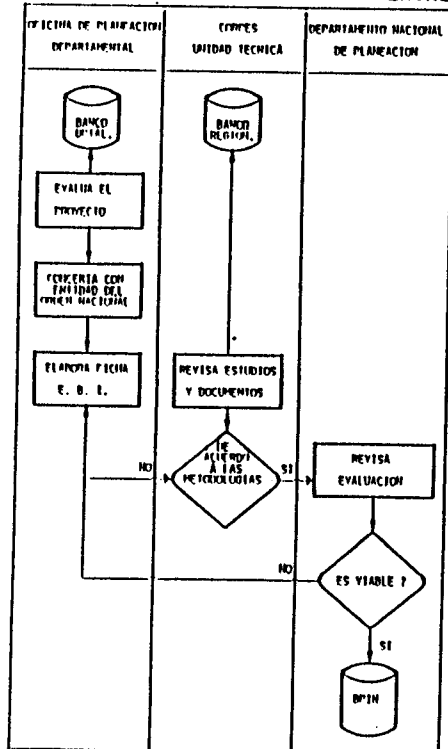 OFICINA DE PLANEACION
DEPARTAMENTAL
CORPES
UNIDAD TECNICA
DEPARTAMENTO NACIONAL
DE PLANEACION
BANCO
DPTAL.
BANCO
REGION.
EVALUA EL
PROYECTO
CONCERTA CON
ENTIDAD DEL
ORDEN NACIONAL
ELABORA FICHA
E. B. I.
REVISA ESTUDIOS
Y DOCUMENTOS
DE
ACUERDO
A LAS
METODOLOGIAS
NO
SI
REVISA
EVALUACION
NO
ES VIABLE ?
SI
BPIN